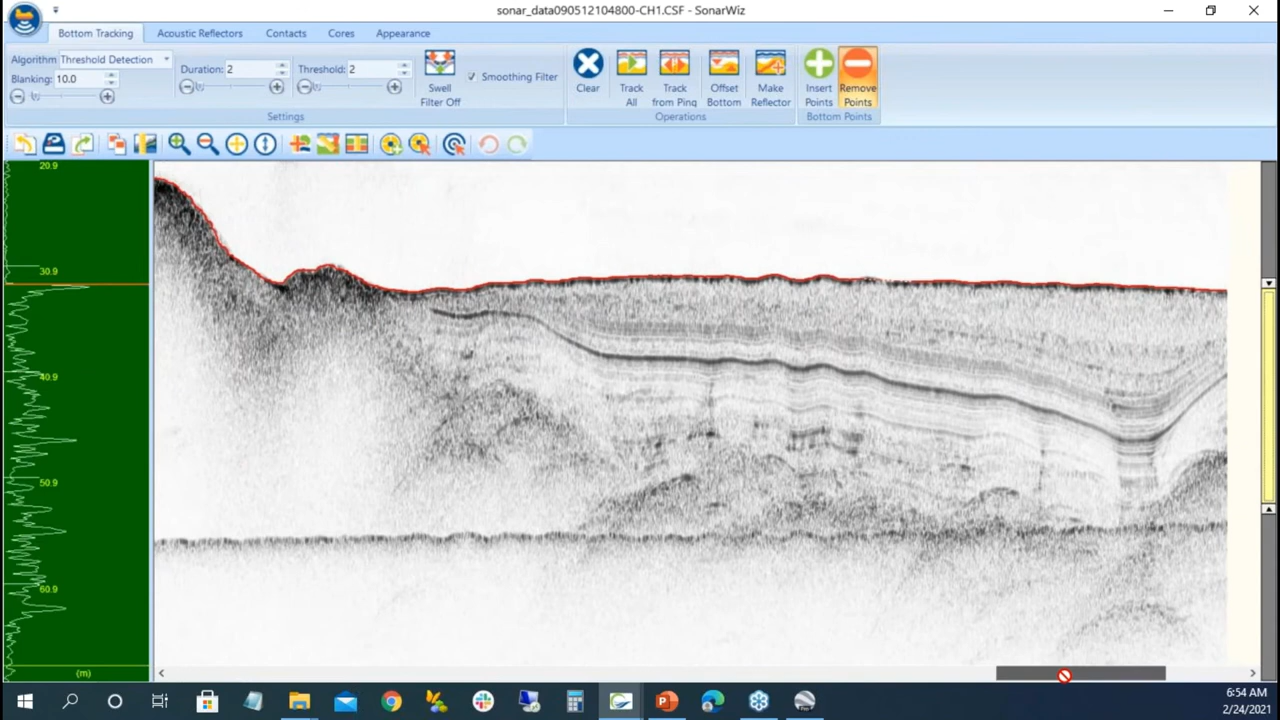 sonar_data090512104800-CH1.CSF - SonarWiz
Bottom Tracking Acoustic Reflectors Contacts Cores Appearance
Algorithm Threshold Detection
Blanking: 10.0
Duration: 2
Threshold: 2
Swell
Filter Off
Smoothing Filter
Settings
Clear
Track
All
Track
from Ping
Offset
Bottom
Make
Reflector
Operations
Insert
Points
Remove
Points
Bottom Points
20.9
30.9
40.9
50.9
60.9
(m)
6:54 AM
2/24/2021